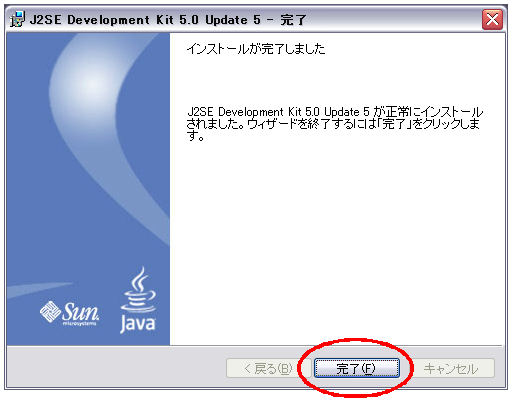 J2SE Development Kit 5.0 Update 5 - 完了
インストールが完了しました
J2SE Development Kit 5.0 Update 5 が正常にインストール
されました。ウィザードを終了するには「完了」をクリックしま
す。
Sun
microsystems
Java
< 戻る(B)
完了(F)
キャンセル